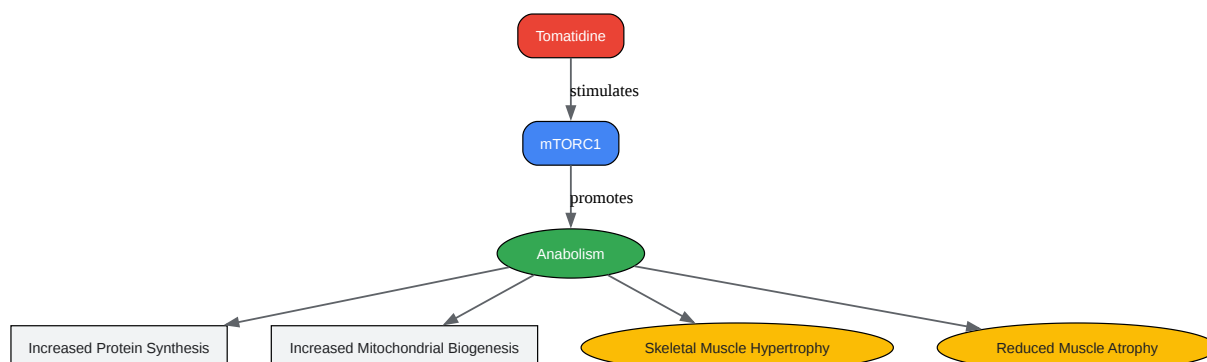 Tomatidine
stimulates
mTORC1
promotes
Anabolism
Increased Protein Synthesis
Increased Mitochondrial Biogenesis
Skeletal Muscle Hypertrophy
Reduced Muscle Atrophy